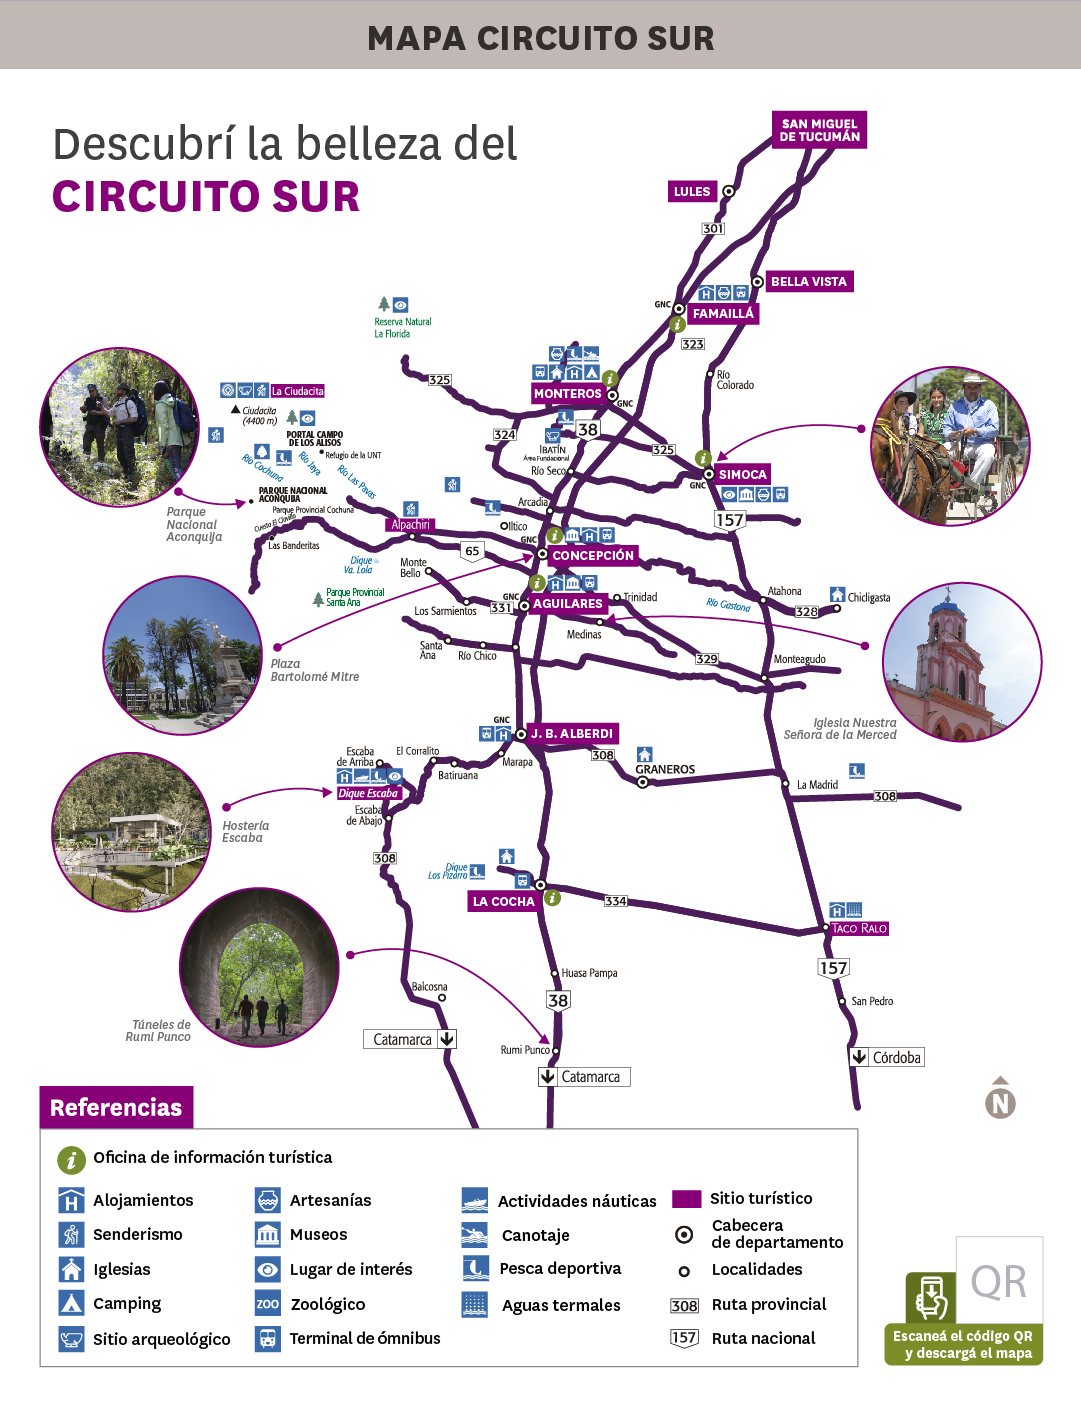 MAPA CIRCUITO SUR
Descubrí la belleza del
CIRCUITO SUR
SAN MIGUEL
DE TUCUMÁN
LULES
301
BELLA VISTA
GNC
FAMAILLÁ
323
Reserva Natural
La Florida
325
Río
Colorado
MONTEROS
GNC
La Ciudacita
Ciudacita
(4400 m)
PORTAL CAMPO
DE LOS ALISOS
Refugio de la UNT
324
38
IBATÍN
Área Fundacional
325
Río Seco
SIMOCA
GNC
Río Cochuna
Río Jaya
Río Las Pavas
PARQUE NACIONAL
ACONQUIJA
Parque Provincial Cochuna
Cuesta El Clavillo
Las Banderitas
Parque
Nacional
Aconquija
Alpachiri
Arcadia
Iltico
157
GNC
CONCEPCIÓN
65
Dique
Va. Lola
Monte
Bello
Parque Provincial
Santa Ana
GNC
AGUILARES
331
Los Sarmientos
Trinidad
Medinas
Río Gastona
Atahona
328
Chicligasta
Santa
Ana
Río Chico
329
Monteagudo
Plaza
Bartolomé Mitre
Iglesia Nuestra
Señora de la Merced
GNC
J. B. ALBERDI
Escaba
de Arriba
El Corralito
Batiruana
Marapa
308
GRANEROS
Dique Escaba
Escaba
de Abajo
La Madrid
308
Hostería
Escaba
308
Dique
Los Pizarro
LA COCHA
334
TACO RALO
157
Huasa Pampa
38
Balcosna
San Pedro
Túneles de
Rumi Punco
Catamarca
Rumi Punco
Catamarca
Córdoba
N
Referencias
i Oficina de información turística
Alojamientos
Senderismo
Iglesias
Camping
Sitio arqueológico
Artesanías
Museos
Lugar de interés
ZOO Zoológico
Terminal de ómnibus
Actividades náuticas
Canotaje
Pesca deportiva
Aguas termales
Sitio turístico
Cabecera
de departamento
Localidades
308 Ruta provincial
157 Ruta nacional
QR
Escaneá el código QR
y descargá el mapa